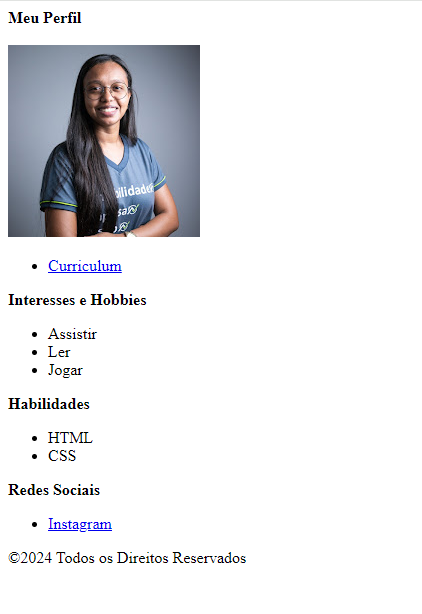 Meu Perfil
bilidade
Curriculum
Interesses e Hobbies
Assistir
Ler
Jogar
Habilidades
HTML
CSS
Redes Sociais
Instagram
©2024 Todos os Direitos Reservados